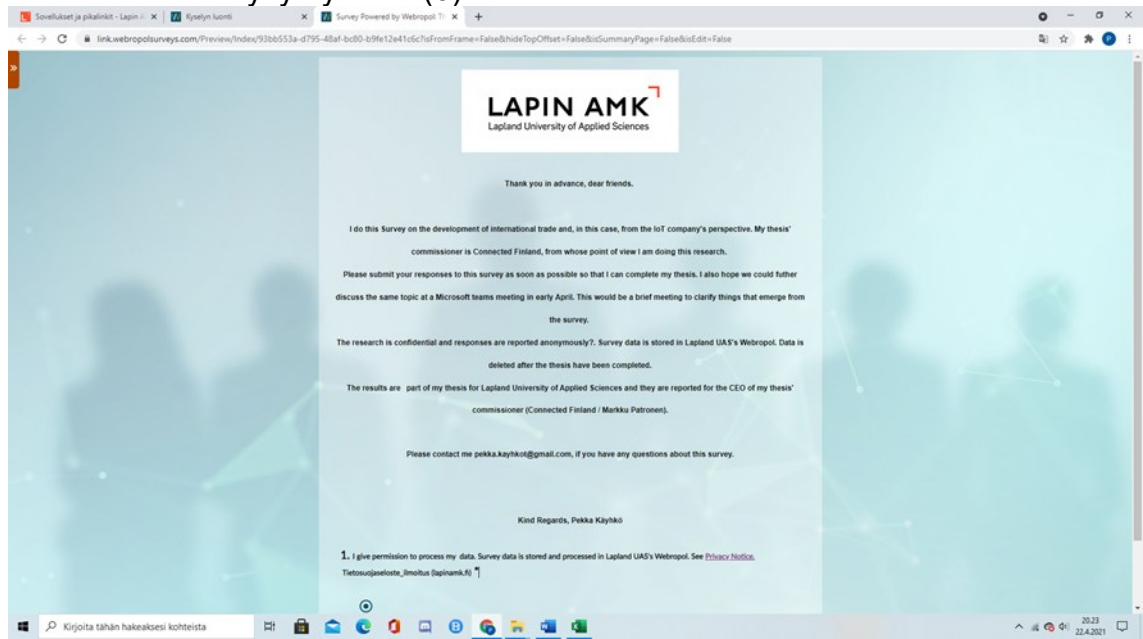 Sovellukset ja pikalinkit - Lapin
Kyselyn luonti
Survey Powered by Webropol
link.webropolsurveys.com/Preview/Index/93bb553a-d795-48af-bc80-b9fe12e41c6c?isFromFrame=False&hideTopOffset=False&isSummaryPage=False&isEdit=False
P
LAPIN AMK
Lapland University of Applied Sciences
Thank you in advance, dear friends.
I do this Survey on the development of international trade and, in this case, from the IoT company's perspective. My thesis'
commissioner is Connected Finland, from whose point of view I am doing this research.
Please submit your responses to this survey as soon as possible so that I can complete my thesis. I also hope we could futher
discuss the same topic at a Microsoft teams meeting in early April. This would be a brief meeting to clarify things that emerge from
the survey.
The research is confidential and responses are reported anonymously?. Survey data is stored in Lapland UAS's Webropol. Data is
deleted after the thesis have been completed.
The results are part of my thesis for Lapland University of Applied Sciences and they are reported for the CEO of my thesis'
commissioner (Connected Finland / Markku Patronen).
Please contact me pekka.kayhkot@gmail.com, if you have any questions about this survey.
Kind Regards, Pekka Käyhkö
1. I give permission to process my data. Survey data is stored and processed in Lapland UAS's Webropol. See Privacy Notice.
Tietosuojaseloste_ilmoitus (lapinamk.fi) *
Kirjoita tähän hakeaksesi kohteista
20.23
22.4.2021